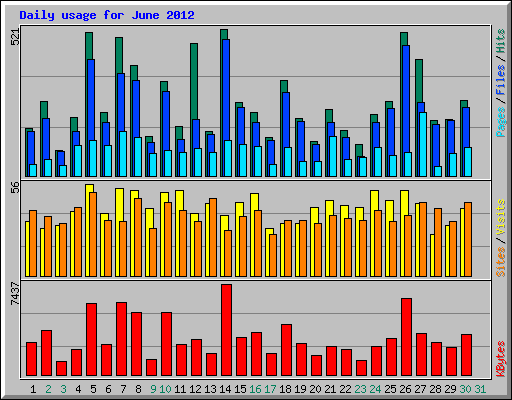 Daily usage for June 2012
521
Pages / Files / Hits
56
Sites / Visits
7437
KBytes
1 2 3 4 5 6 7 8 9 10 11 12 13 14 15 16 17 18 19 20 21 22 23 24 25 26 27 28 29 30 31